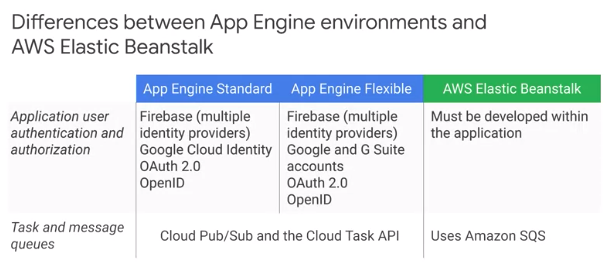 Differences between App Engine environments and
AWS Elastic Beanstalk
App Engine Standard
App Engine Flexible
AWS Elastic Beanstalk
Application user
authentication and
authorization
Firebase (multiple
identity providers)
Google Cloud Identity
OAuth 2.0
OpenID
Firebase (multiple
identity providers)
Google and G Suite
accounts
OAuth 2.0
OpenID
Must be developed within
the application
Task and message
queues
Cloud Pub/Sub and the Cloud Task API
Uses Amazon SQS